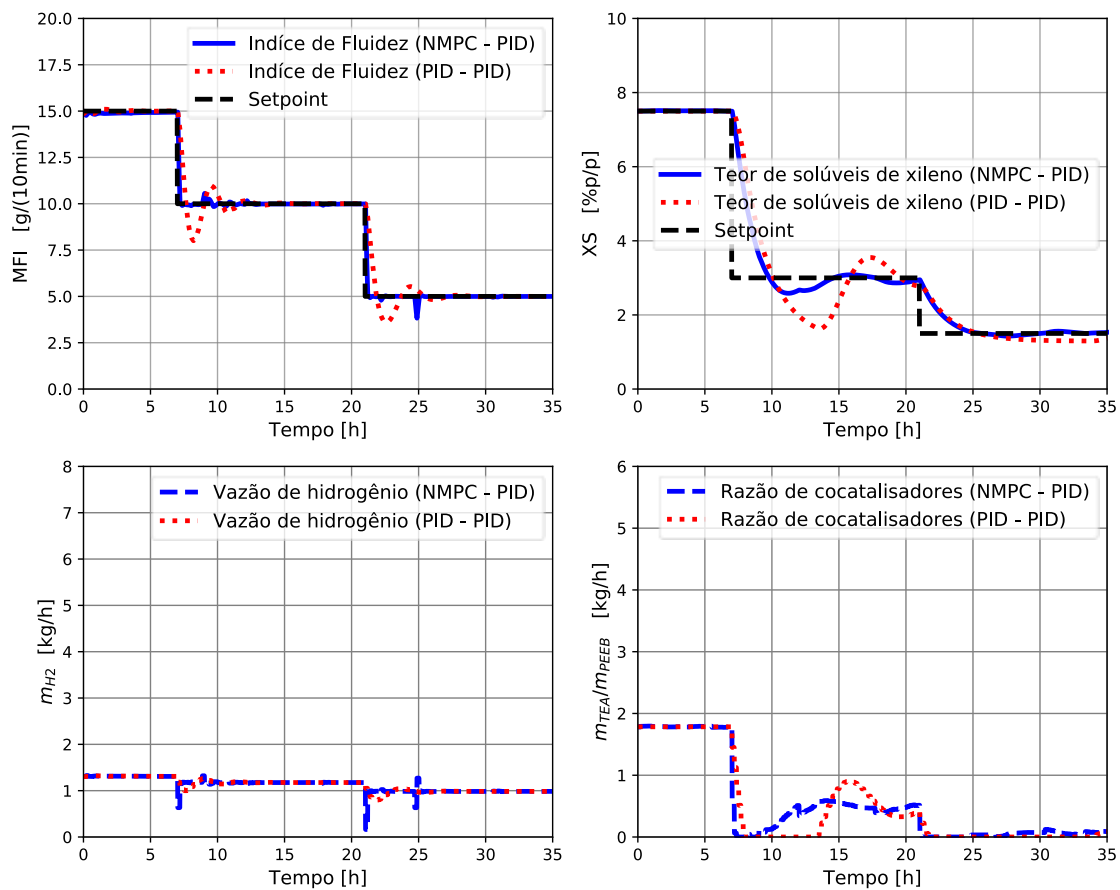 20.0
17.5
15.0
12.5
10.0
7.5
5.0
2.5
0.0
MFI [g/(10min)]
Indíce de Fluidez (NMPC - PID)
Indíce de Fluidez (PID - PID)
Setpoint
0 5 10 15 20 25 30 35
Tempo [h]
10
8
6
4
2
0
XS [%p/p]
Teor de solúveis de xileno (NMPC - PID)
Teor de solúveis de xileno (PID - PID)
Setpoint
0 5 10 15 20 25 30 35
Tempo [h]
8
7
6
5
4
3
2
1
0
m_{H2} [kg/h]
Vazão de hidrogênio (NMPC - PID)
Vazão de hidrogênio (PID - PID)
0 5 10 15 20 25 30 35
Tempo [h]
6
5
4
3
2
1
0
m_{TEA}/m_{PEEB} [kg/h]
Razão de cocatalisadores (NMPC - PID)
Razão de cocatalisadores (PID - PID)
0 5 10 15 20 25 30 35
Tempo [h]